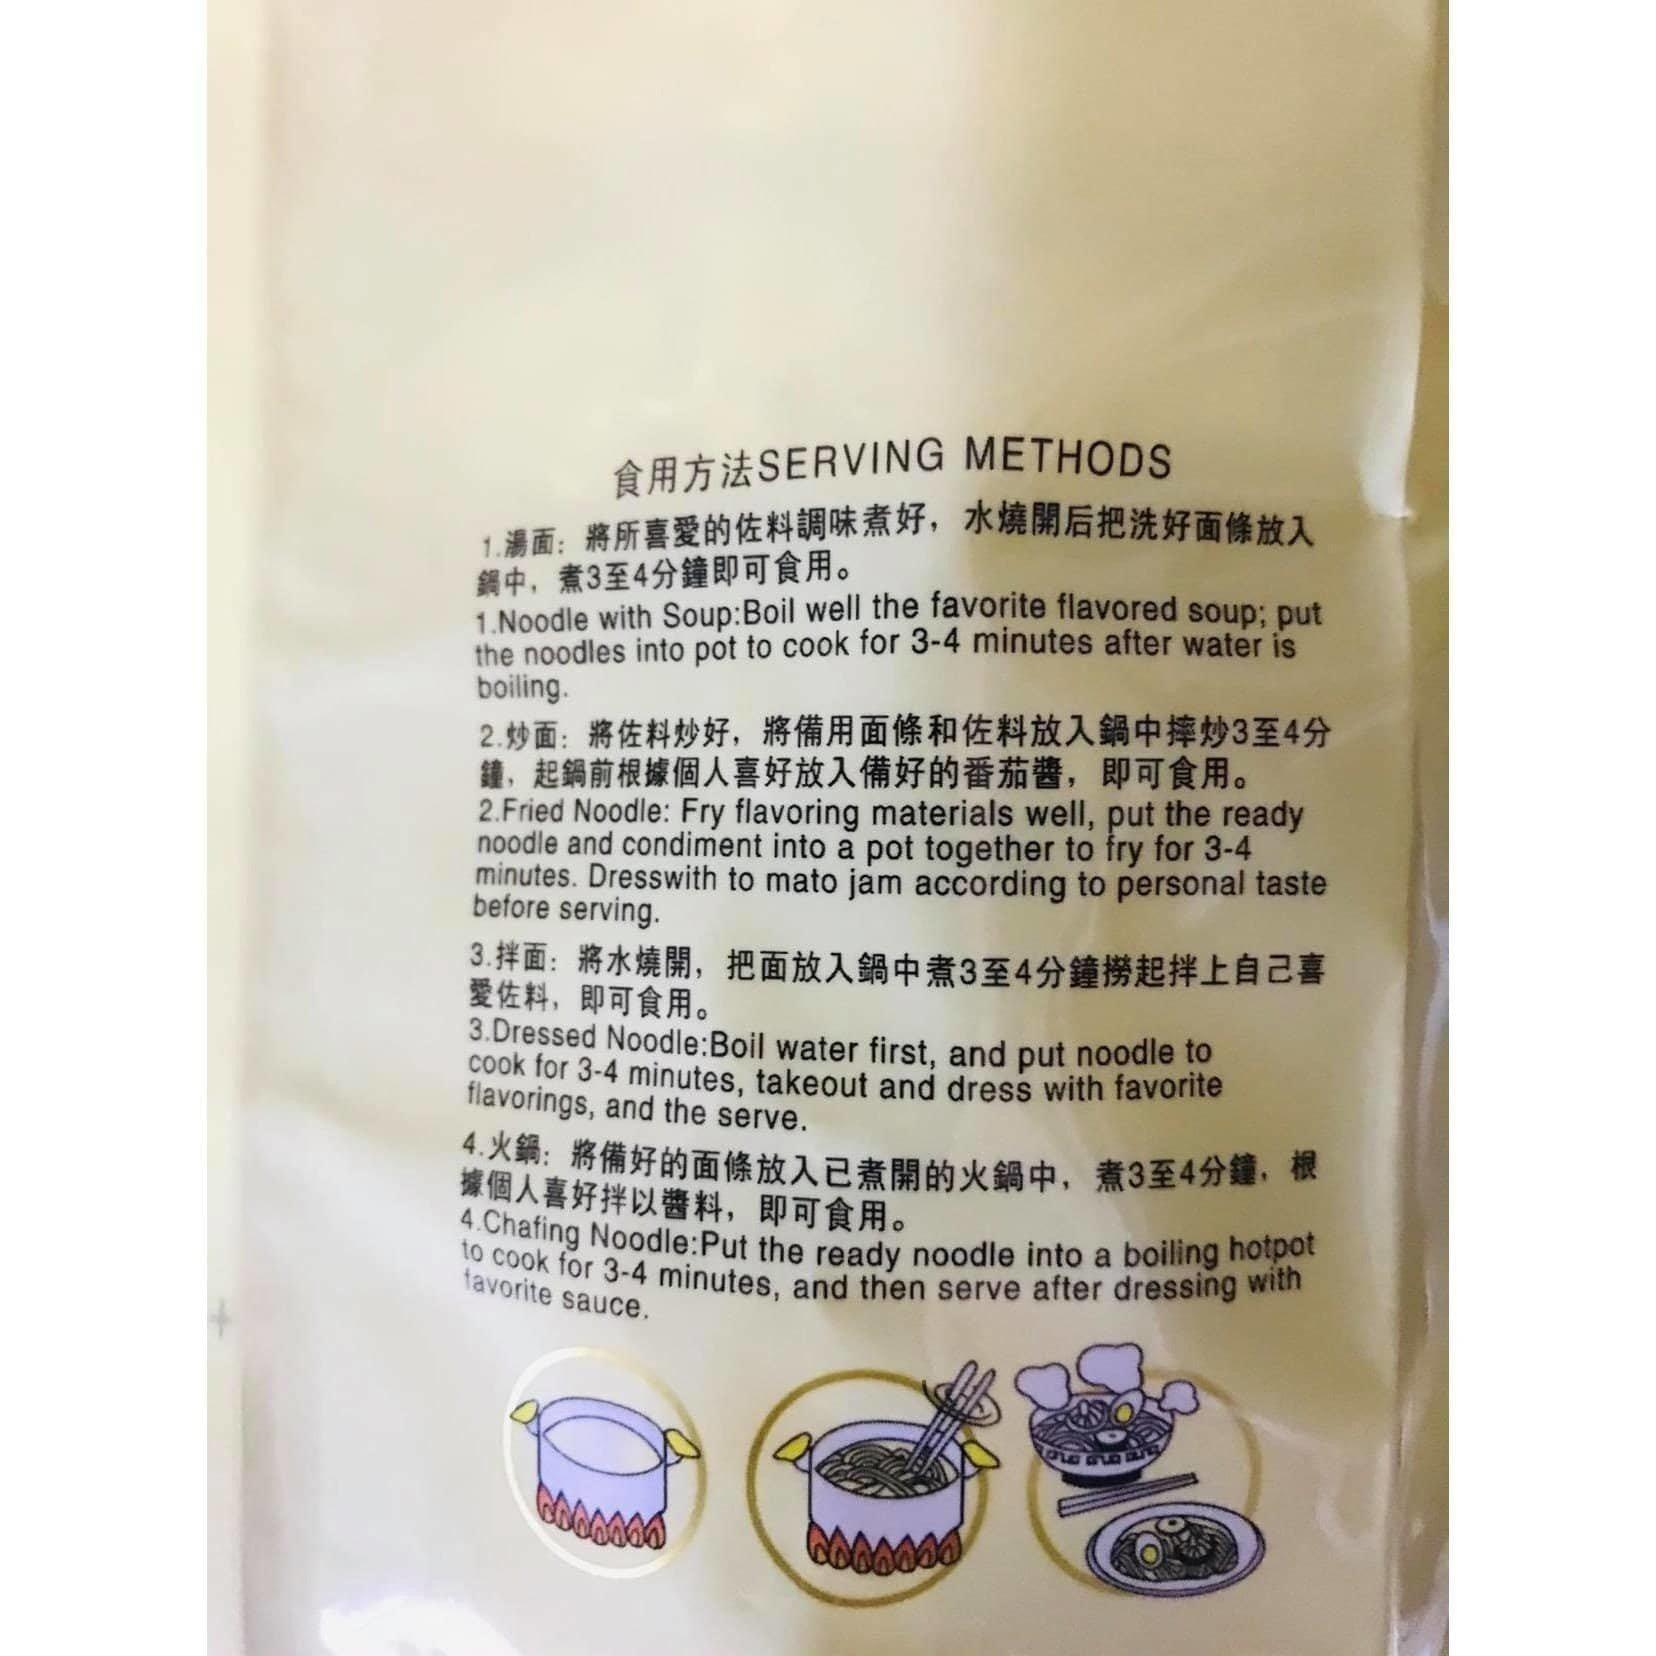 食用方法SERVING METHODS
1.湯面：將所喜愛的佐料調味煮好，水燒開后把洗好面條放入
鍋中，煮3至4分鐘即可食用。
1.Noodle with Soup:Boil well the favorite flavored soup; put
the noodles into pot to cook for 3-4 minutes after water is
boiling.
2.炒面：將佐料炒好，將備用面條和佐料放入鍋中摔炒3至4分
鐘，起鍋前根據個人喜好放入備好的番茄醬，即可食用。
2.Fried Noodle: Fry flavoring materials well, put the ready
noodle and condiment into a pot together to fry for 3-4
minutes. Dresswith to mato jam according to personal taste
before serving.
3.拌面：將水燒開，把面放入鍋中煮3至4分鐘撈起拌上自己喜
愛佐料，即可食用。
3.Dressed Noodle:Boil water first, and put noodle to
cook for 3-4 minutes, takeout and dress with favorite
flavorings, and the serve.
4.火鍋：將備好的面條放入已煮開的火鍋中，煮3至4分鐘，根
據個人喜好拌以醬料，即可食用。
4.Chafing Noodle:Put the ready noodle into a boiling hotpot
to cook for 3-4 minutes, and then serve after dressing with
favorite sauce.